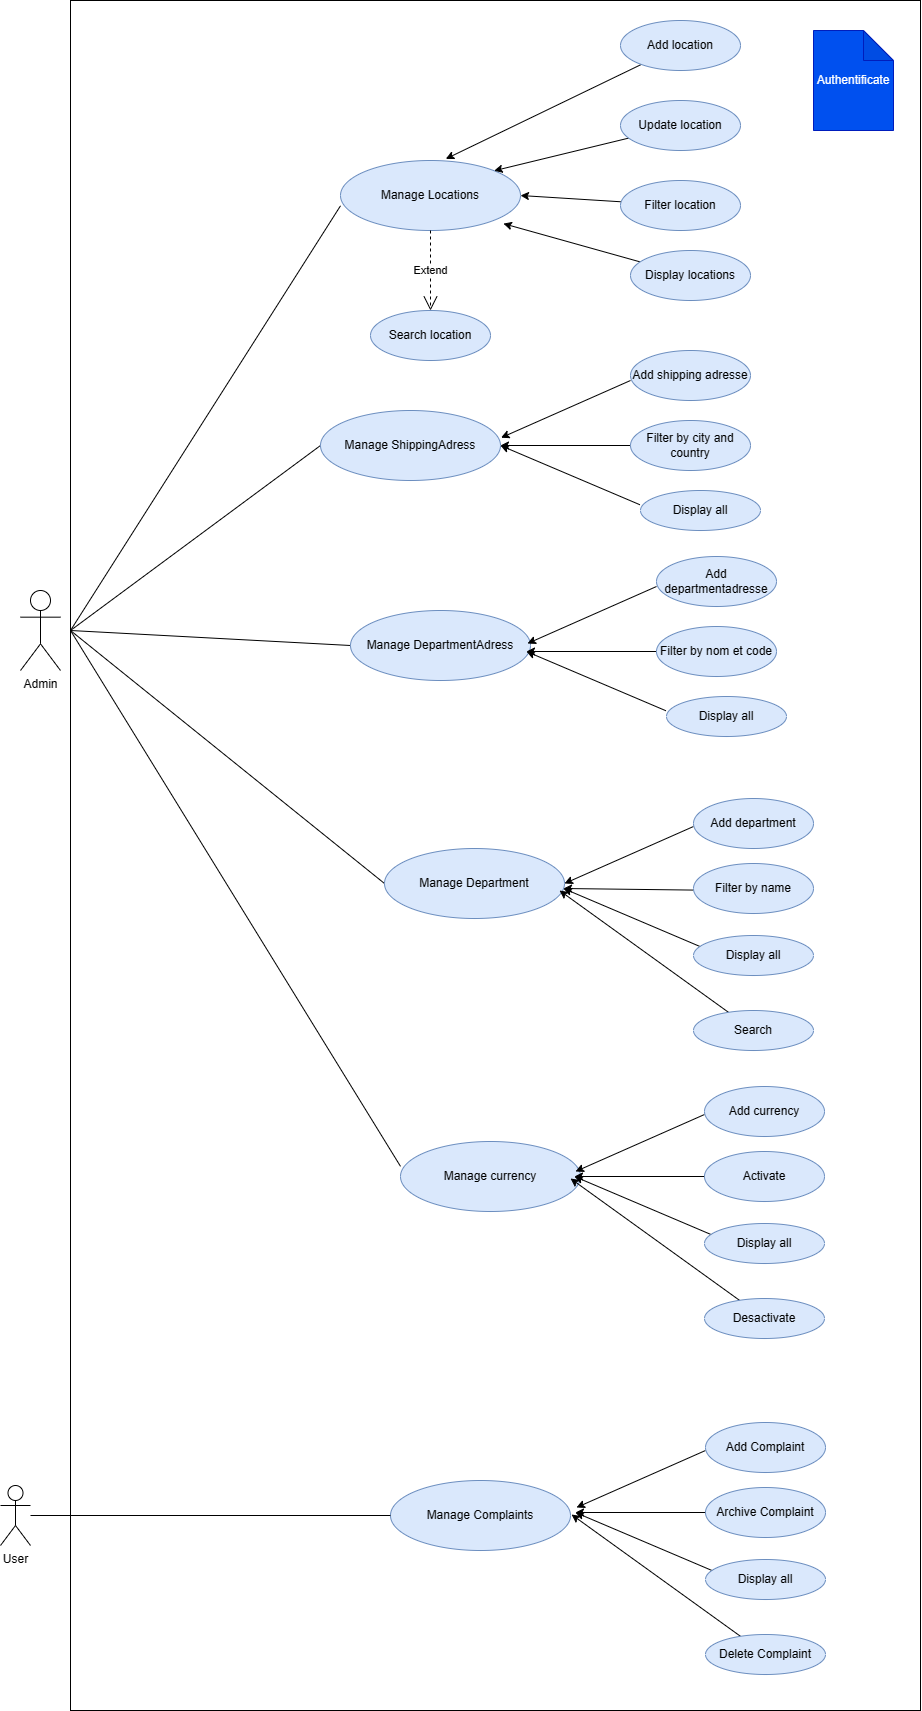 Add location
Authentificate
Update location
Manage Locations
Filter location
Display locations
Extend
Search location
Add shipping adresse
Manage ShippingAdress
Filter by city and
country
Display all
Add
departmentadresse
Manage DepartmentAdress
Filter by nom et code
Admin
Display all
Add department
Manage Department
Filter by name
Display all
Search
Add currency
Manage currency
Activate
Display all
Desactivate
Add Complaint
Manage Complaints
Archive Complaint
User
Display all
Delete Complaint